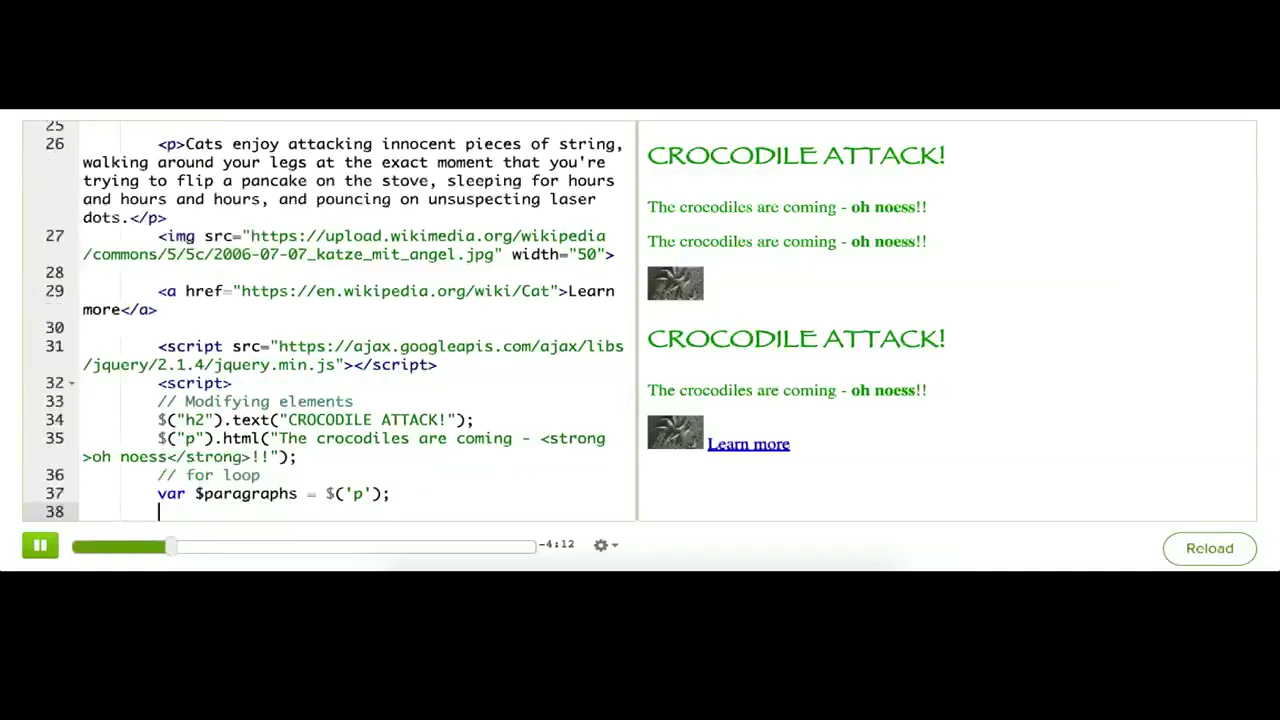 25
26 <p>Cats enjoy attacking innocent pieces of string,
walking around your legs at the exact moment that you're
trying to flip a pancake on the stove, sleeping for hours
and hours and hours, and pouncing on unsuspecting laser
dots.</p>
27 <img src="https://upload.wikimedia.org/wikipedia
/commons/5/5c/2006-07-07_katze_mit_angel.jpg" width="50">
28
29 <a href="https://en.wikipedia.org/wiki/Cat">Learn
more</a>
30
31 <script src="https://ajax.googleapis.com/ajax/libs
/jquery/2.1.4/jquery.min.js"></script>
32 <script>
33 // Modifying elements
34 $("h2").text("CROCODILE ATTACK!");
35 $("p").html("The crocodiles are coming - <strong
>oh noess</strong>!!");
36 // for loop
37 var $paragraphs = $('p');
38
CROCODILE ATTACK!
The crocodiles are coming - oh noess!!
The crocodiles are coming - oh noess!!
CROCODILE ATTACK!
The crocodiles are coming - oh noess!!
Learn more
-4:12
Reload